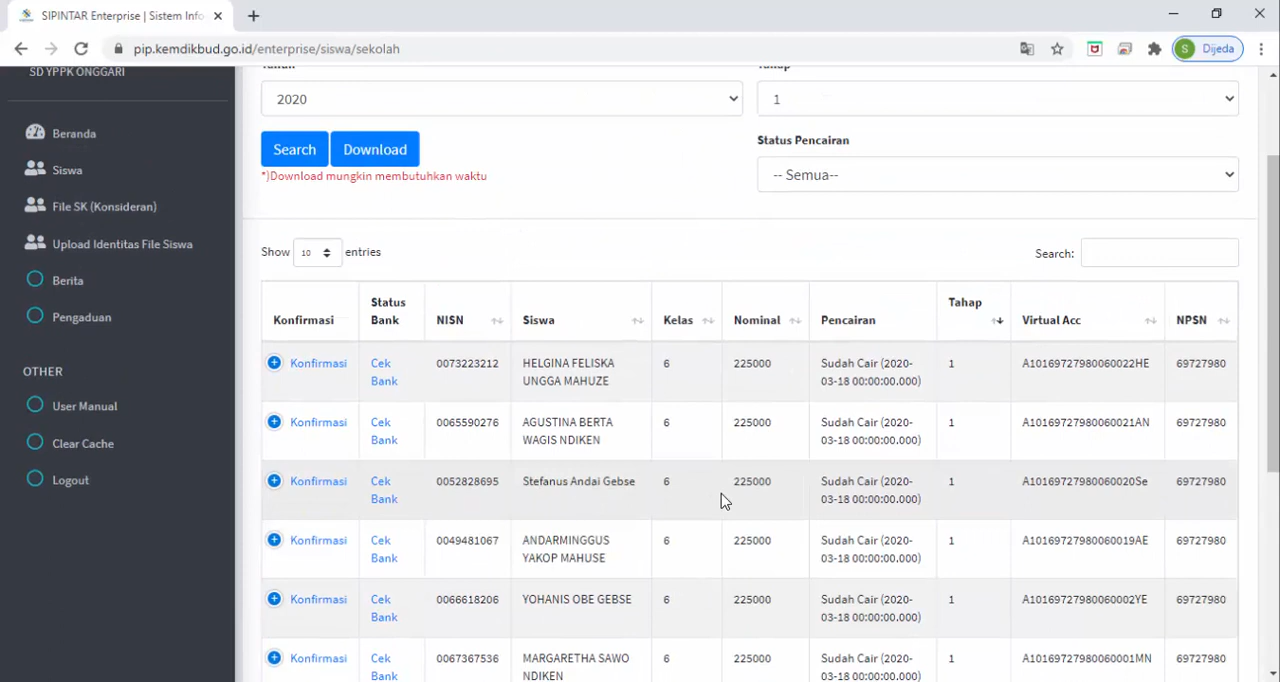 SIPINTAR Enterprise | Sistem Info
pip.kemdikbud.go.id/enterprise/siswa/sekolah
S Dijeda
SD YPPK ONGGARI
Beranda
Siswa
File SK (Konsideran)
Upload Identitas File Siswa
Berita
Pengaduan
OTHER
User Manual
Clear Cache
Logout
2020
1
Search Download
*)Download mungkin membutuhkan waktu
Status Pencairan
-- Semua--
Show 10 entries
Search:
Konfirmasi Status Bank NISN Siswa Kelas Nominal Pencairan Tahap Virtual Acc NPSN
Konfirmasi Cek 0073223212 HELGINA FELISKA 6 225000 Sudah Cair (2020- 1 A10169727980060022HE 69727980
Bank UNGGA MAHUZE 03-18 00:00:00.000)
Konfirmasi Cek 0065590276 AGUSTINA BERTA 6 225000 Sudah Cair (2020- 1 A10169727980060021AN 69727980
Bank WAGIS NDIKEN 03-18 00:00:00.000)
Konfirmasi Cek 0052828695 Stefanus Andai Gebse 6 225000 Sudah Cair (2020- 1 A10169727980060020Se 69727980
Bank 03-18 00:00:00.000)
Konfirmasi Cek 0049481067 ANDARMINGGUS 6 225000 Sudah Cair (2020- 1 A10169727980060019AE 69727980
Bank YAKOP MAHUSE 03-18 00:00:00.000)
Konfirmasi Cek 0066618206 YOHANIS OBE GEBSE 6 225000 Sudah Cair (2020- 1 A10169727980060002YE 69727980
Bank 03-18 00:00:00.000)
Konfirmasi Cek 0067367536 MARGARETHA SAWO 6 225000 Sudah Cair (2020- 1 A10169727980060001MN 69727980
Bank NDIKEN 03-18 00:00:00.000)